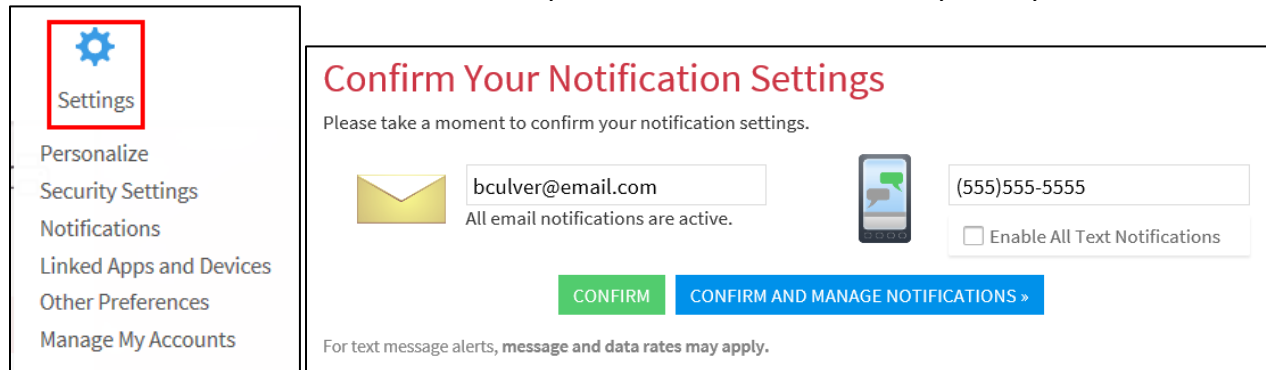 Settings
Personalize
Security Settings
Notifications
Linked Apps and Devices
Other Preferences
Manage My Accounts
Confirm Your Notification Settings
Please take a moment to confirm your notification settings.
bculver@email.com
All email notifications are active.
(555)555-5555
Enable All Text Notifications
CONFIRM
CONFIRM AND MANAGE NOTIFICATIONS »
For text message alerts, message and data rates may apply.